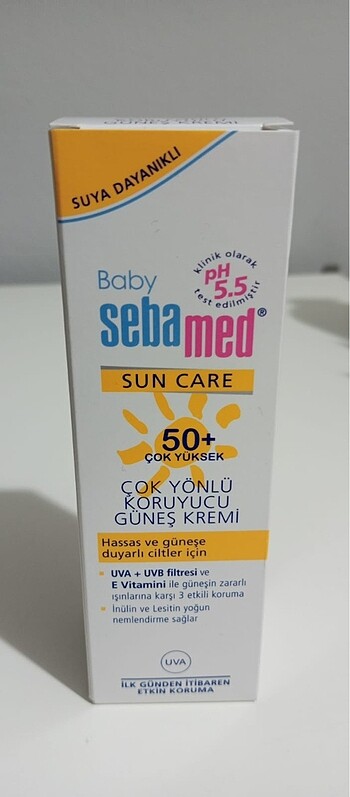 SUYA DAYANIKLI
klinik olarak
pH
5.5
test edilmiştir
Baby
sebamed®
SUN CARE
50+
ÇOK YÜKSEK
ÇOK YÖNLÜ
KORUYUCU
GÜNEŞ KREMİ
Hassas ve güneşe
duyarlı ciltler için
UVA + UVB filtresi ve
E Vitamini ile güneşin zararlı
ışınlarına karşı 3 etkili koruma
İnülin ve Lesitin yoğun
nemlendirme sağlar
UVA
İLK GÜNDEN İTİBAREN
ETKİN KORUMA